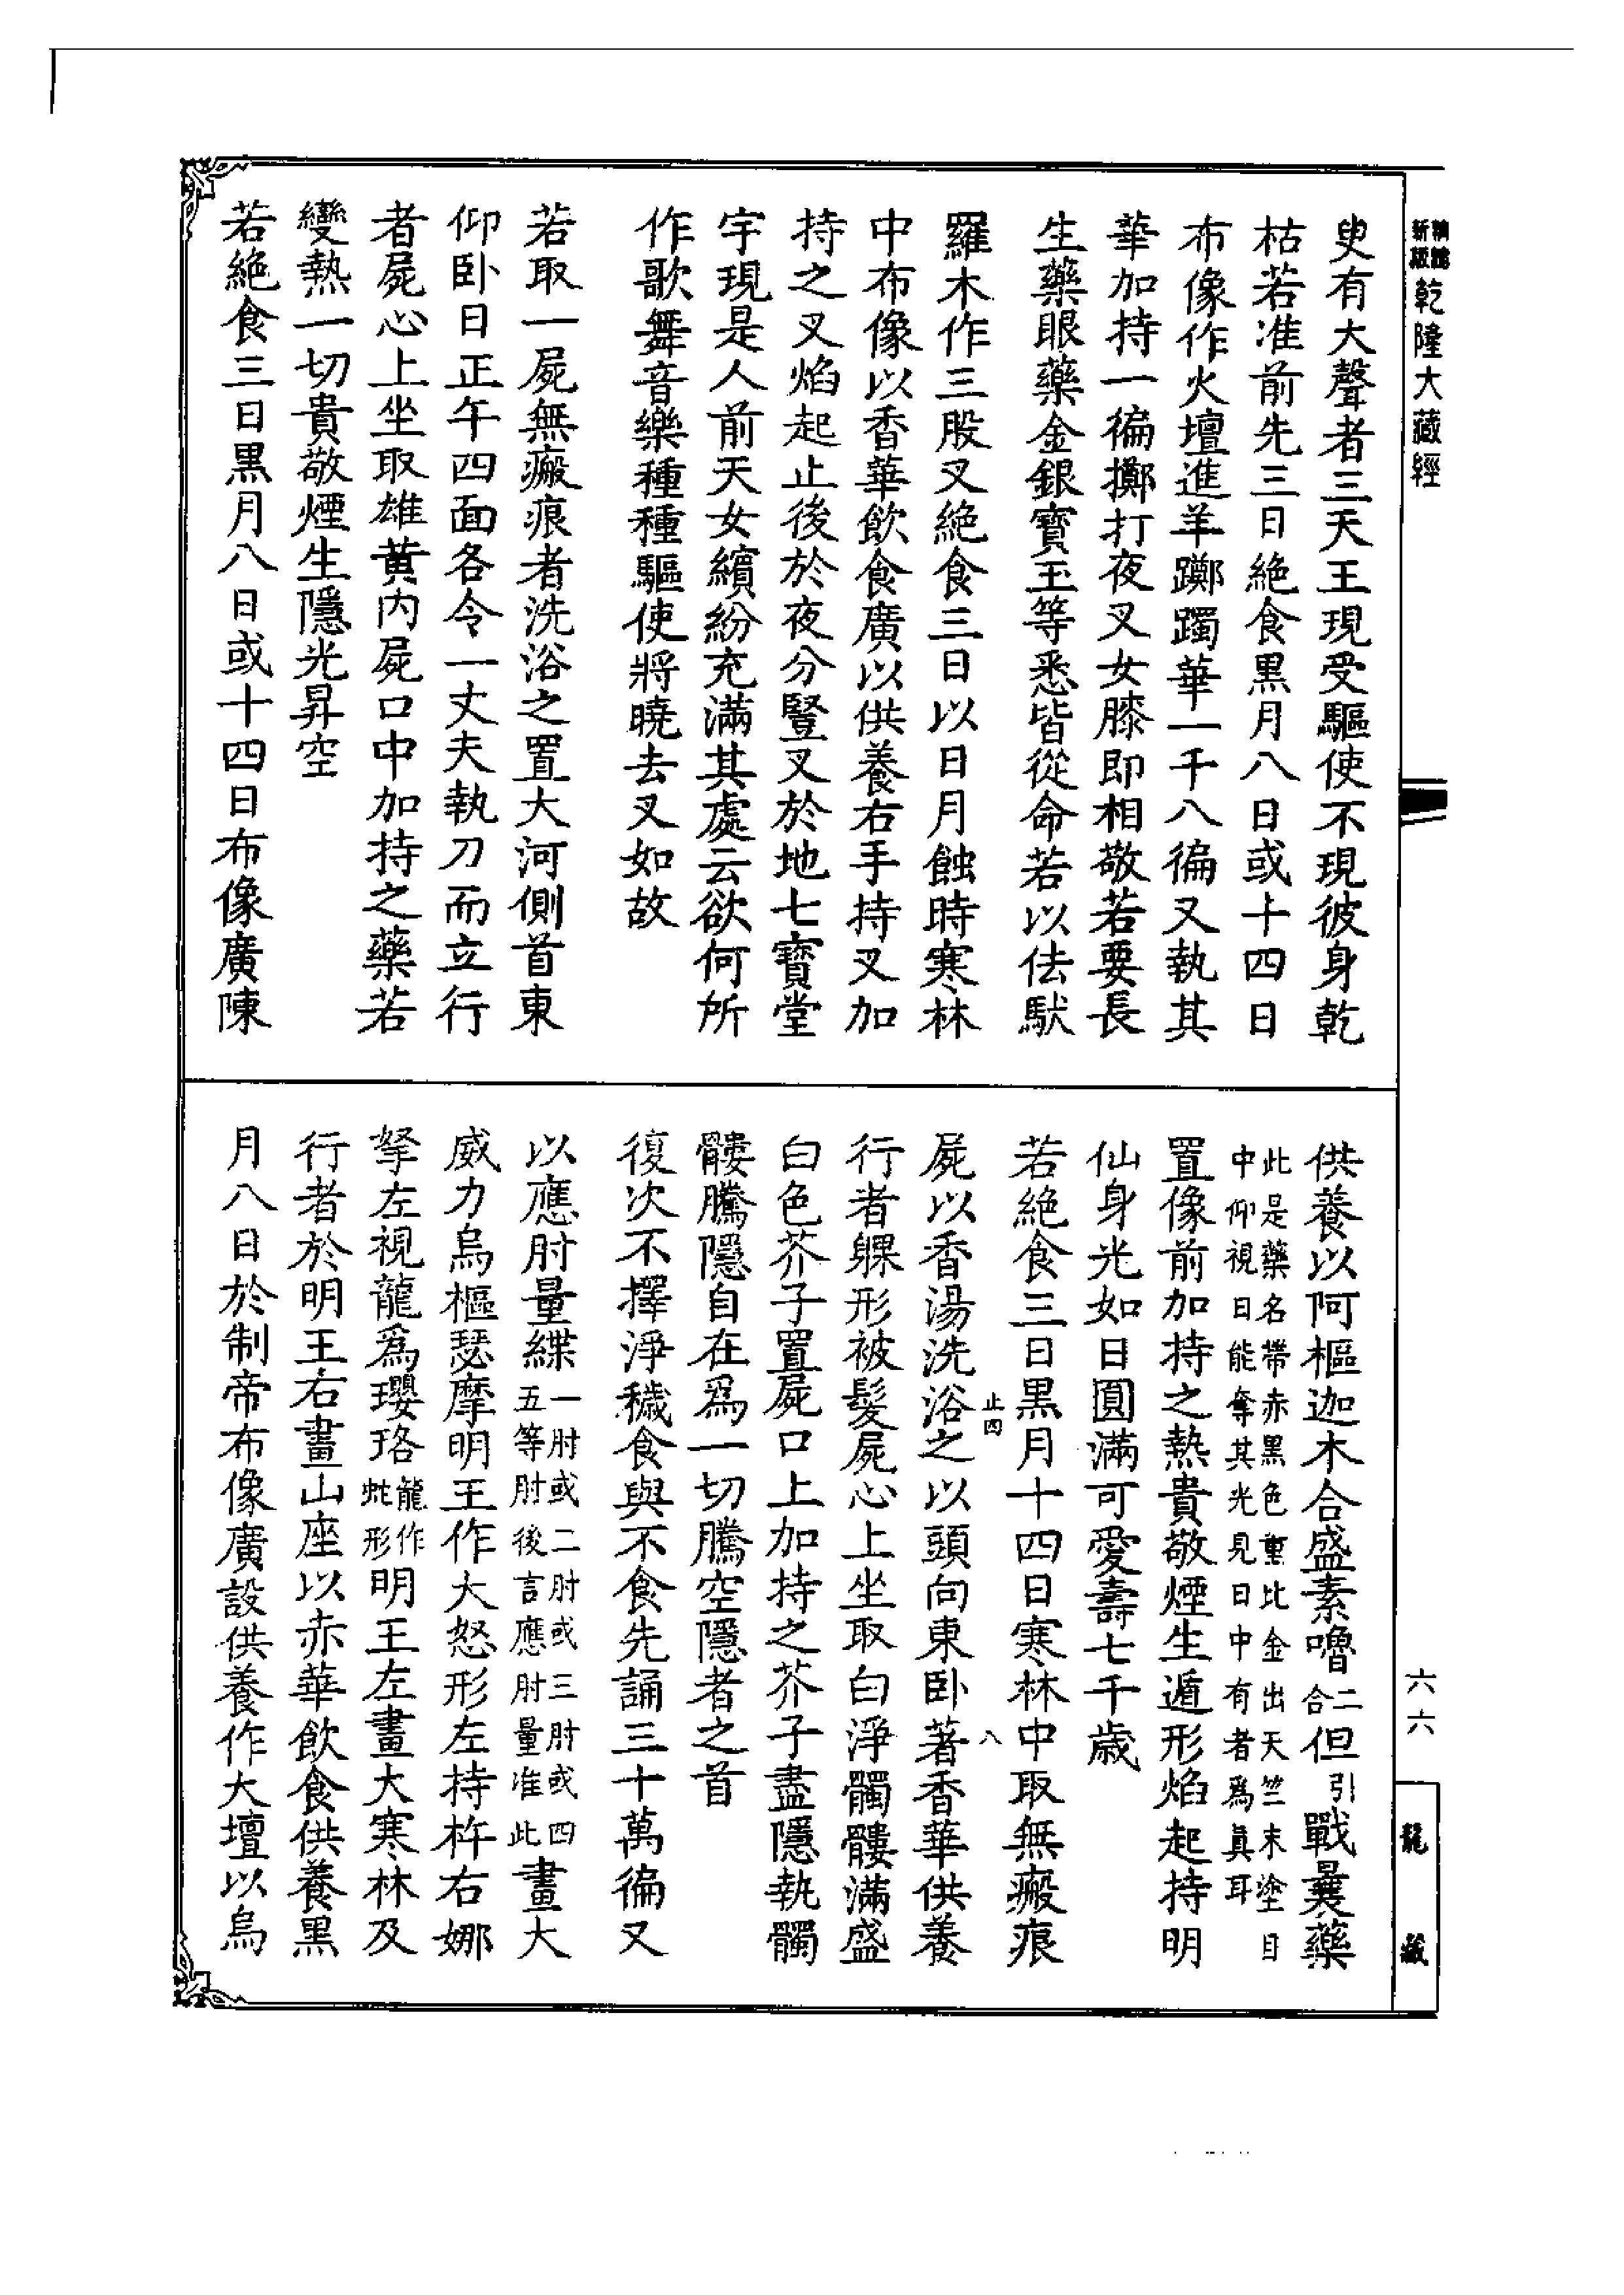 新版
乾隆大藏經
叟有大聲者三天王現受驅使不現彼身乾
枯若准前先三日絶食黑月八日或十四日
布像作火壇進羊躑躅華一千八徧又執其
華加持一徧擲打夜叉女膝即相敬若要長
生藥眼藥金銀寶玉等悉皆從命若以佉馱
羅木作三股叉絶食三日以日月蝕時寒林
中布像以香華飲食廣以供養右手持叉加
持之叉焰起止後於夜分豎叉於地七寶堂
宇現是人前天女繽紛充滿其處云欲何所
作歌舞音樂種種驅使將曉去叉如故
若取一屍無瘢痕者洗浴之置大河側首東
仰卧日正午四面各令一丈夫執刀而立行
者屍心上坐取雄黄内屍口中加持之藥若
變熱一切貴敬煙生隱光昇空
若絶食三日黑月八日或十四日布像廣陳
供養以阿樞迦木合盛素嚕二合但引戰曩藥
此是藥名帶赤黑色重比金出天竺末塗目
中仰視日能奪其光見日中有者爲真耳
置像前加持之熱貴敬煙生遁形焰起持明
仙身光如日圓滿可愛壽七千歲
若絶食三日黑月十四日寒林中取無瘢痕
止四 八
屍以香湯洗浴之以頭向東卧著香華供養
行者躶形被髮屍心上坐取白淨髑髏滿盛
白色芥子置屍口上加持之芥子盡隱執髑
髏騰隱自在爲一切騰空隱者之首
復次不擇淨穢食與不食先誦三十萬徧又
以應肘量緤一肘或二肘或三肘或四五等肘後言應肘量准此畫大
威力烏樞瑟摩明王作大怒形左持杵右娜
拏左視龍爲瓔珞龍作蛇形明王左畫大寒林及
行者於明王右畫山座以赤華飲食供養黑
月八日於制帝布像廣設供養作大壇以烏
六六
龍藏